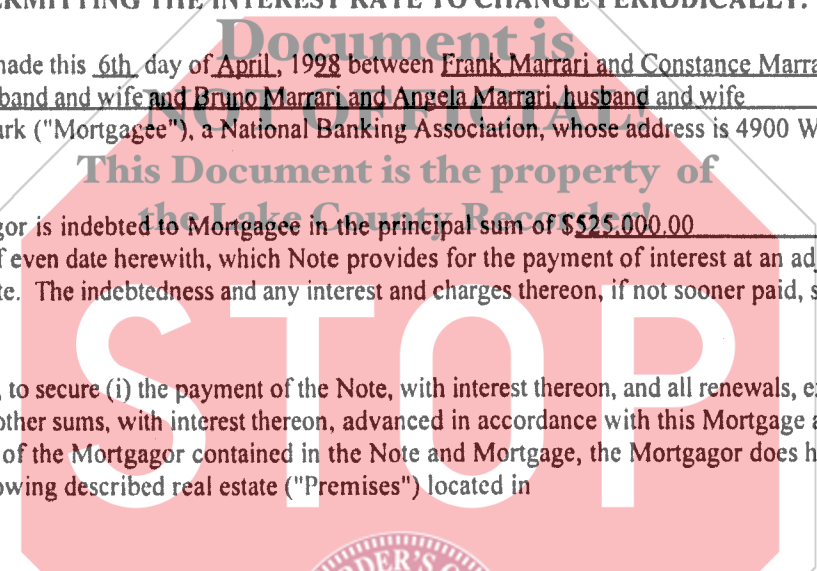 ERMITTING THE INTEREST RATE TO CHANGE PERIODICALLY.
Document is
made this 6th day of April, 1998 between Frank Marrari and Constance Marra
NOT OFFICIAL!
band and wife and Bruno Marrari and Angela Marrari, husband and wife
ark ("Mortgagee"), a National Banking Association, whose address is 4900 W
This Document is the property of
the Lake County Recorder!
gor is indebted to Mortgagee in the principal sum of $525,000.00
f even date herewith, which Note provides for the payment of interest at an adj
te. The indebtedness and any interest and charges thereon, if not sooner paid, s
STOP
, to secure (i) the payment of the Note, with interest thereon, and all renewals, e
other sums, with interest thereon, advanced in accordance with this Mortgage a
of the Mortgagor contained in the Note and Mortgage, the Mortgagor does h
owing described real estate ("Premises") located in
RDER'S